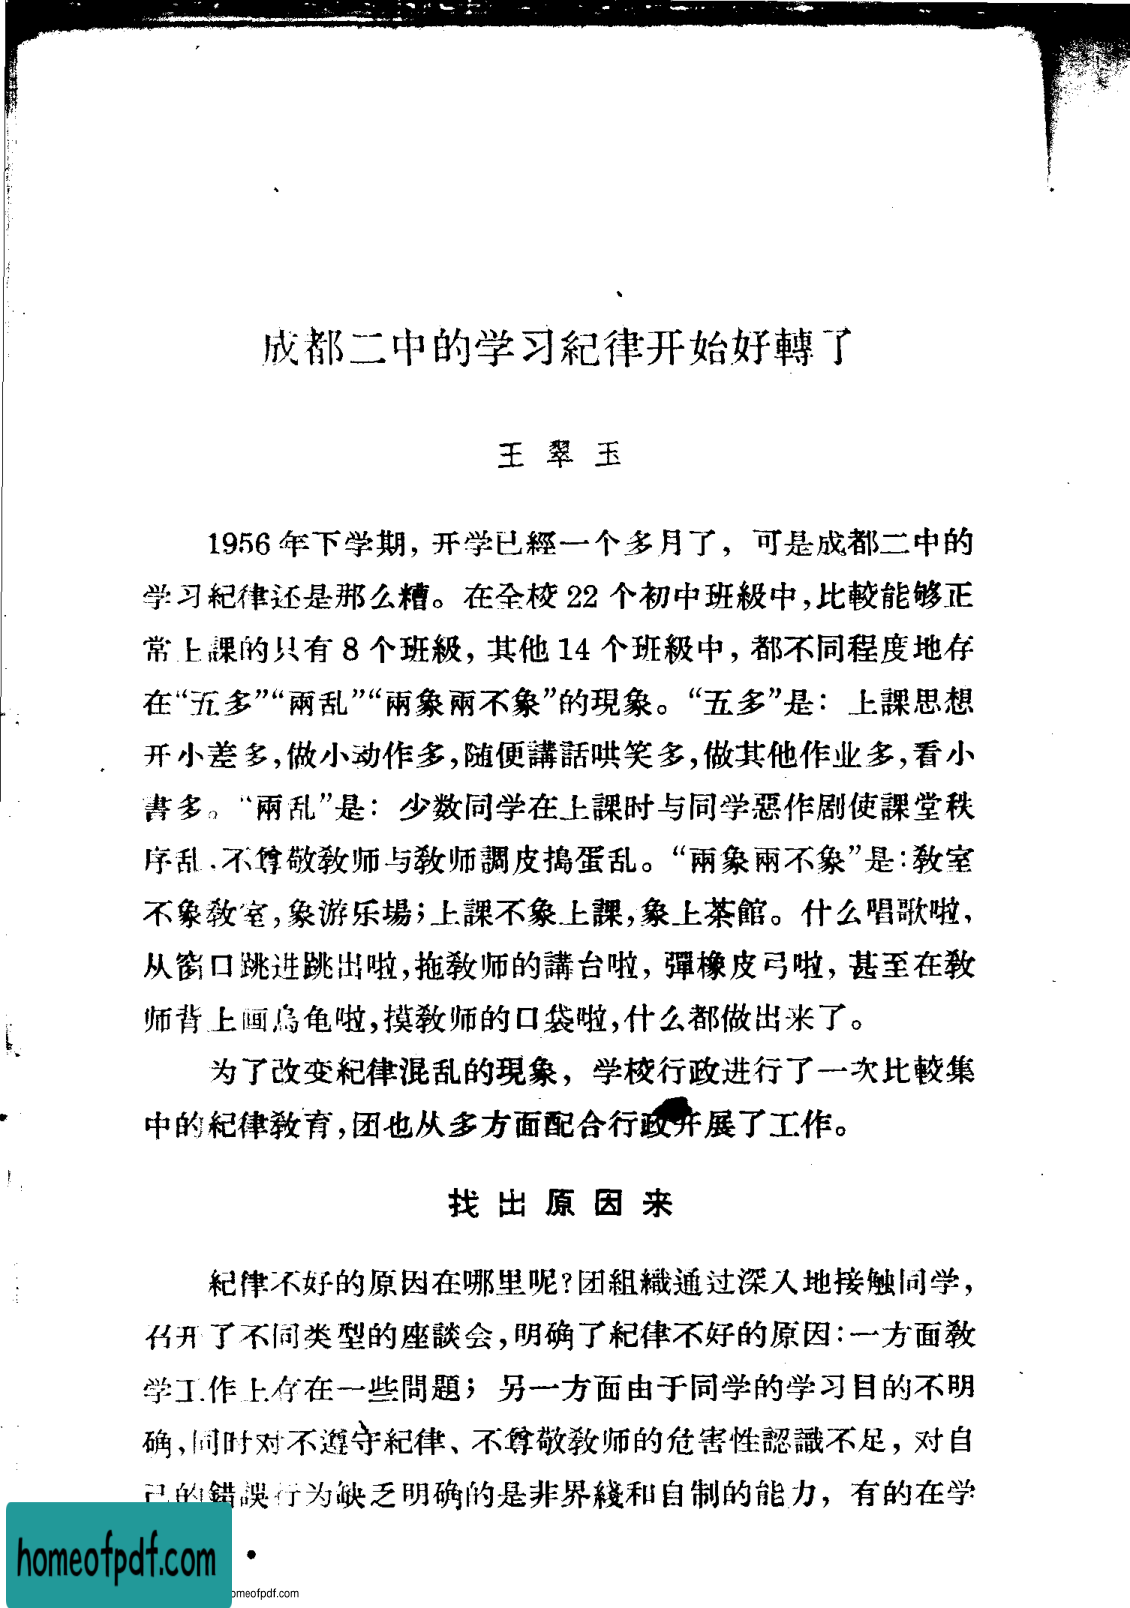 成都二中的学习紀律开始好轉了
王翠玉
1956年下学期，开学已經一个多月了，可是成都二中的
学习紀律还是那么糟。在全校22个初中班級中，比較能够正
常上課的只有8个班級，其他14个班級中，都不同程度地存
在“五多”“兩乱”“兩象兩不象”的現象。“五多”是：上課思想
开小差多，做小动作多，随便講話哄笑多，做其他作业多，看小
書多。“兩乱”是：少数同学在上課时与同学惡作剧使課堂秩
序乱，不尊敬敎师与敎师調皮搗蛋乱。“兩象兩不象”是：敎室
不象敎室，象游乐場；上課不象上課，象上茶館。什么唱歌啦，
从窗口跳进跳出啦，拖敎师的講台啦，彈橡皮弓啦，甚至在敎
师背上画烏龟啦，摸敎师的口袋啦，什么都做出来了。
为了改变紀律混乱的現象，学校行政进行了一次比較集
中的紀律敎育，团也从多方面配合行政开展了工作。
找出原因来
紀律不好的原因在哪里呢？团組織通过深入地接触同学，
召开了不同类型的座談会，明确了紀律不好的原因：一方面敎
学工作上存在一些問題；另一方面由于同学的学习目的不明
确，同时对不遵守紀律、不尊敬敎师的危害性認識不足，对自
己的錯誤行为缺乏明确的是非界綫和自制的能力，有的在学
homeofpdf.com
omeofpdf.com